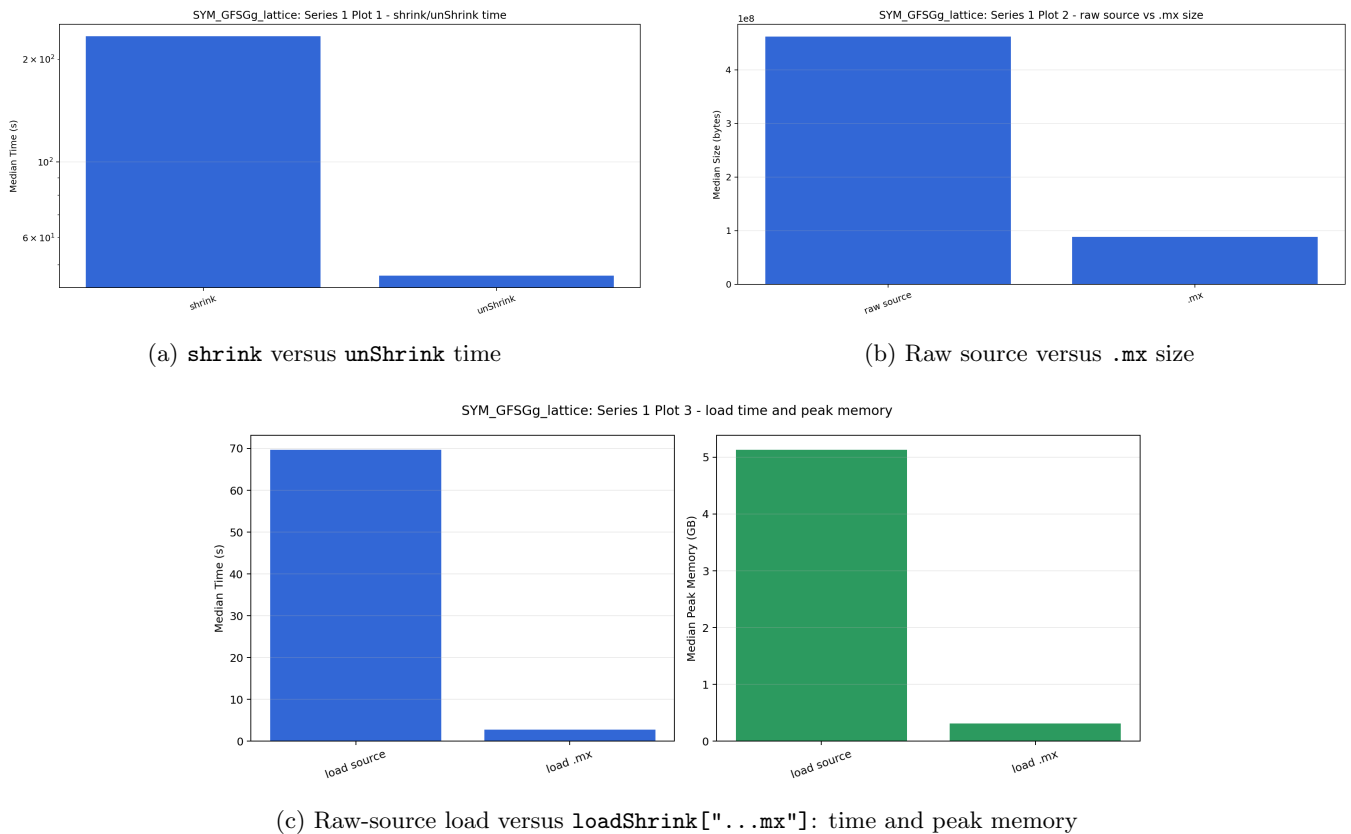 SYM_GFSGg_lattice: Series 1 Plot 1 - shrink/unShrink time
Median Time (s)
2 × 10²
10²
6 × 10¹
shrink
unShrink
(a) shrink versus unShrink time
SYM_GFSGg_lattice: Series 1 Plot 2 - raw source vs .mx size
1e8
Median Size (bytes)
4
3
2
1
0
raw source
.mx
(b) Raw source versus .mx size
SYM_GFSGg_lattice: Series 1 Plot 3 - load time and peak memory
Median Time (s)
70
60
50
40
30
20
10
0
load source
load .mx
Median Peak Memory (GB)
5
4
3
2
1
0
load source
load .mx
(c) Raw-source load versus loadShrink["...mx"]: time and peak memory